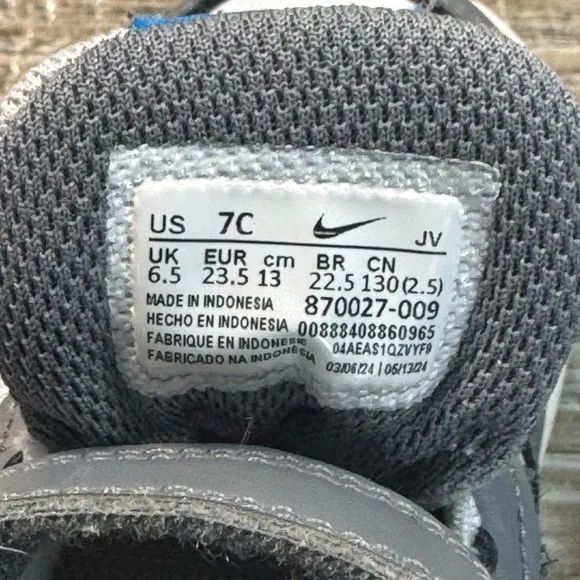 US 7C JV
UK EUR cm BR CN
6.5 23.5 13 22.5 130(2.5)
MADE IN INDONESIA 870027-009
HECHO EN INDONESIA 00888408860965
FABRIQUE EN INDONESIE 04AEAS1QZVYF9
FABRICADO NA INDONESIA 03/06/24 | 05/13/24